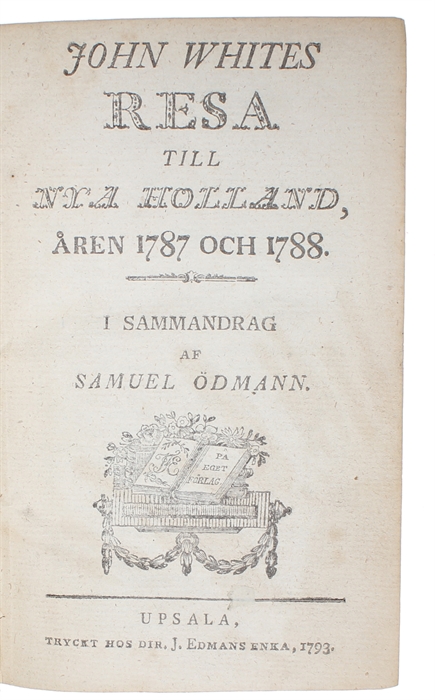 JOHN WHITES
RESA
TILL
NYA HOLLAND,
ÅREN 1787 OCH 1788.
I SAMMANDRAG
AF
SAMUEL ÖDMANN.
PA
EGET
FÖRLAG.
UPSALA,
TRYCKT HOS DIR. J. EDMANS ENKA, 1793.